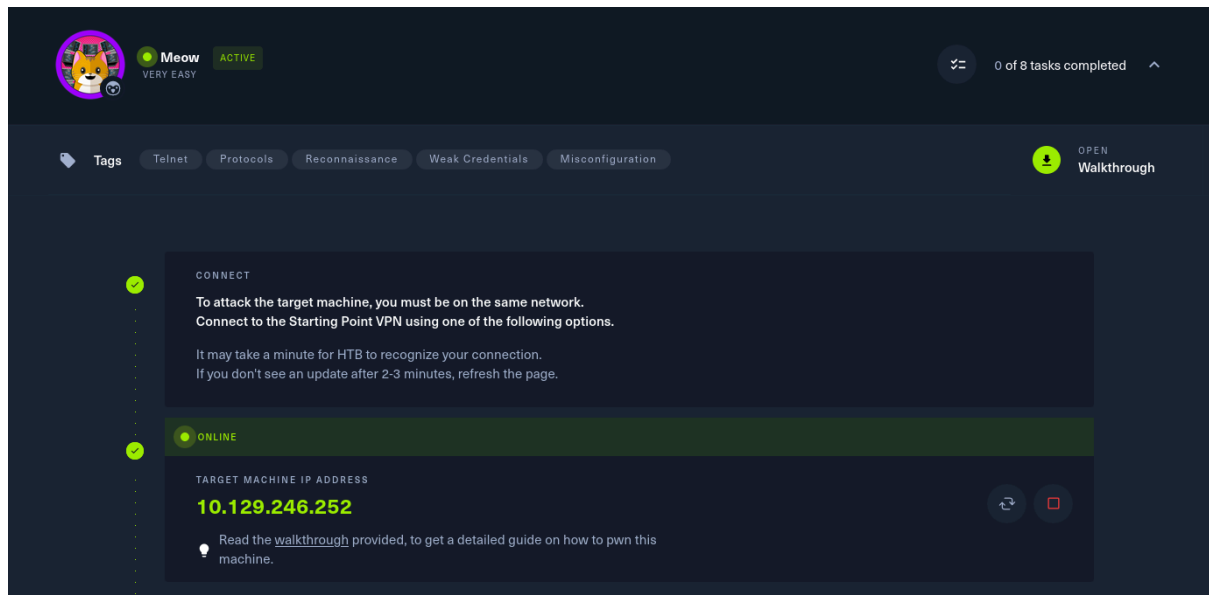 Meow
ACTIVE
VERY EASY
0 of 8 tasks completed
Tags
Telnet
Protocols
Reconnaissance
Weak Credentials
Misconfiguration
OPEN
Walkthrough
CONNECT
To attack the target machine, you must be on the same network.
Connect to the Starting Point VPN using one of the following options.
It may take a minute for HTB to recognize your connection.
If you don't see an update after 2-3 minutes, refresh the page.
ONLINE
TARGET MACHINE IP ADDRESS
10.129.246.252
Read the walkthrough provided, to get a detailed guide on how to pwn this
machine.